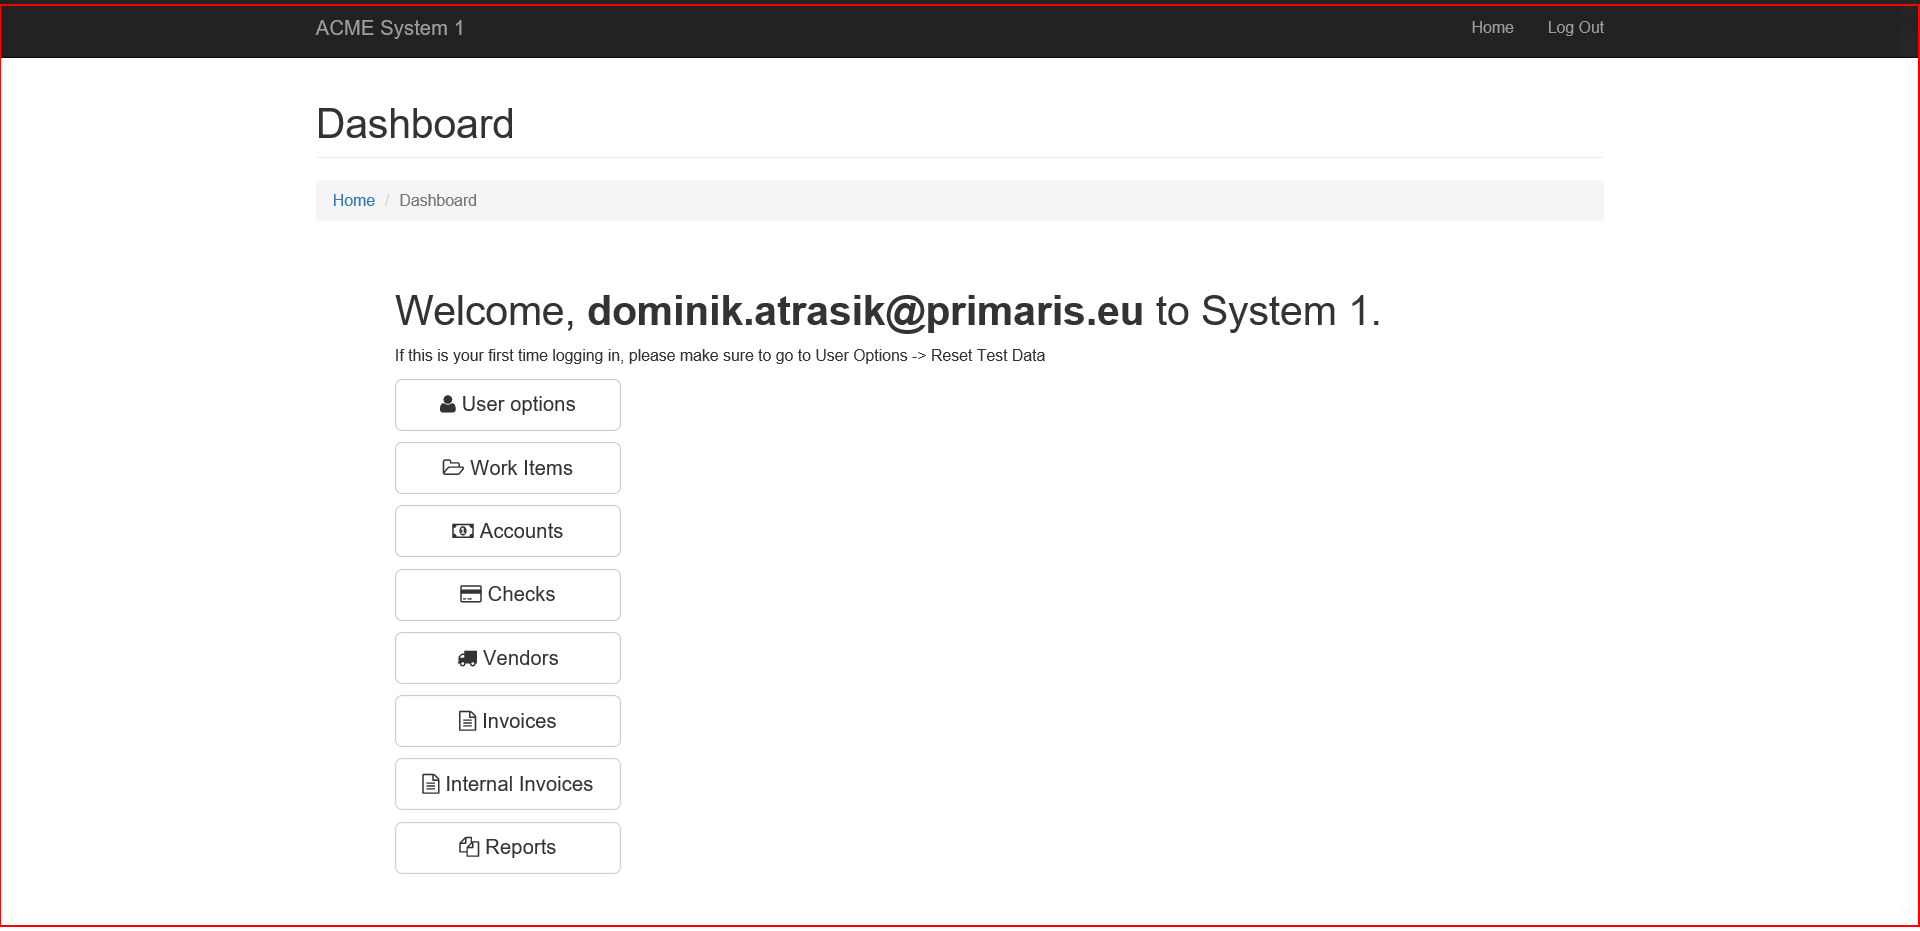 ACME System 1
Home
Log Out
Dashboard
Home / Dashboard
Welcome, dominik.atrasik@primaris.eu to System 1.
If this is your first time logging in, please make sure to go to User Options -> Reset Test Data
User options
Work Items
Accounts
Checks
Vendors
Invoices
Internal Invoices
Reports